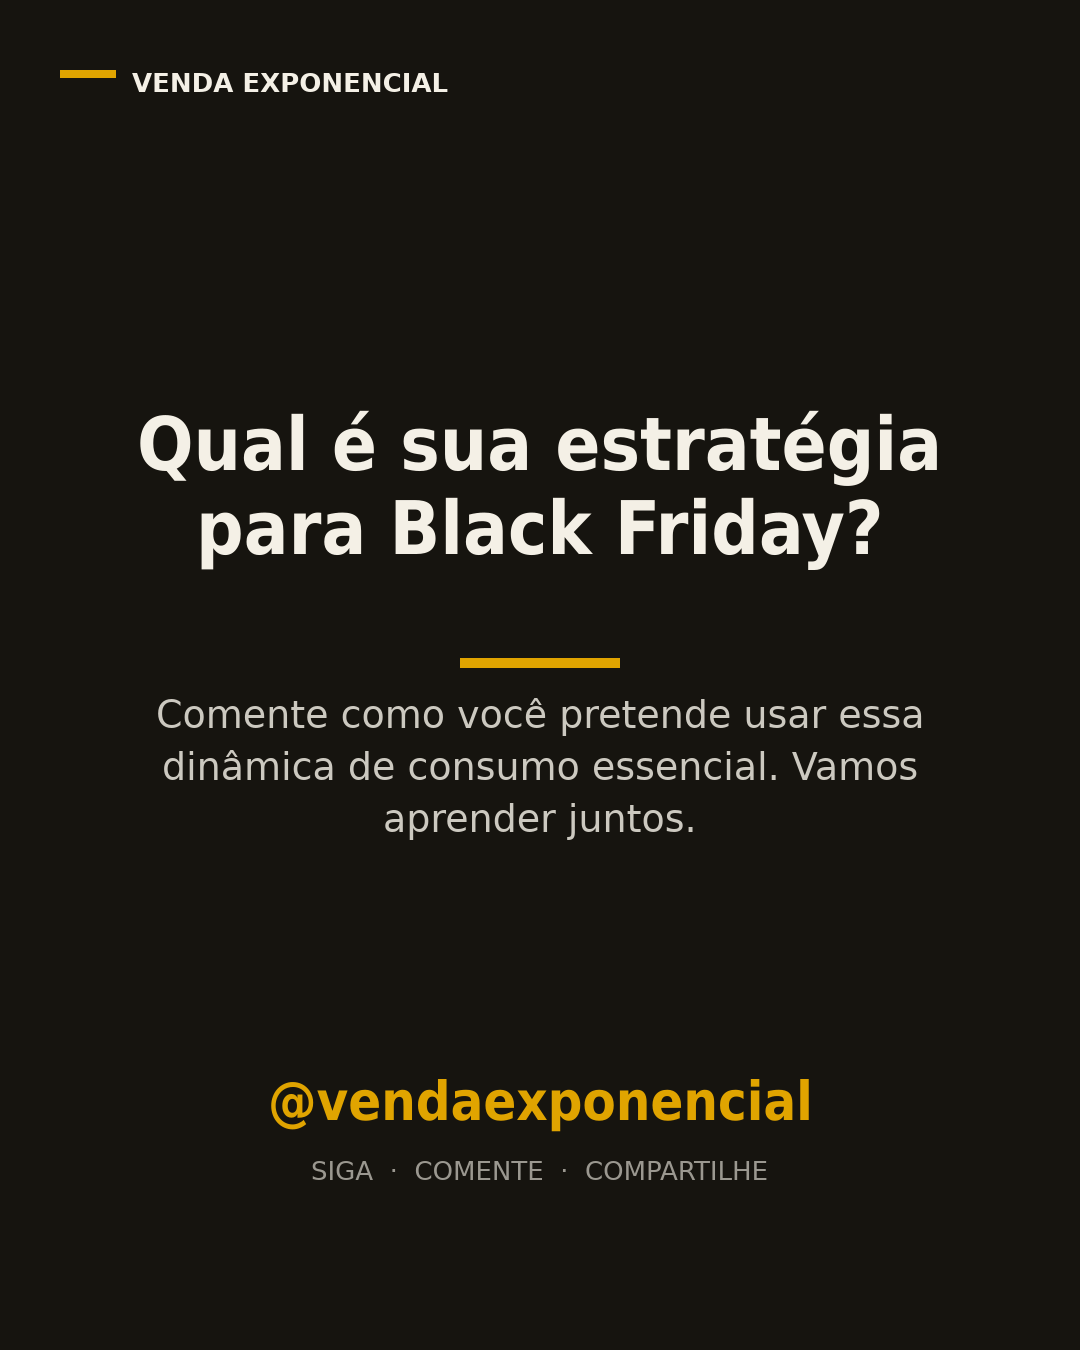 VENDA EXPONENCIAL
Qual é sua estratégia
para Black Friday?
Comente como você pretende usar essa
dinâmica de consumo essencial. Vamos
aprender juntos.
@vendaexponencial
SIGA · COMENTE · COMPARTILHE